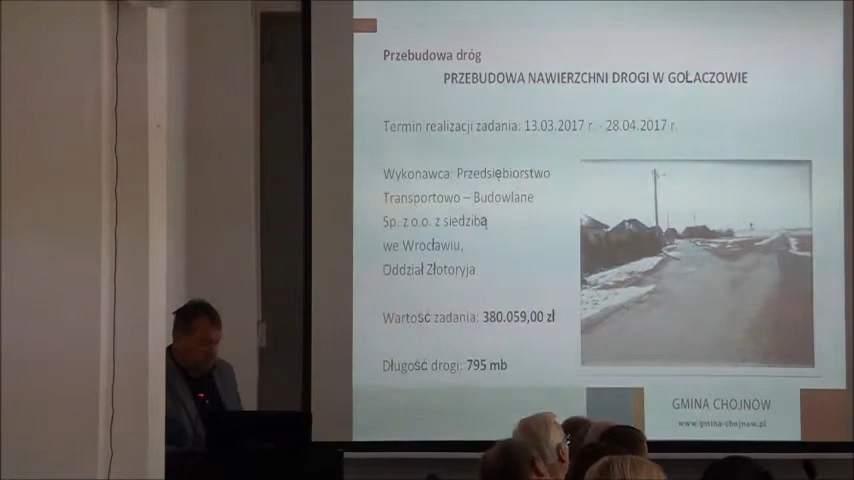 Przebudowa dróg
PRZEBUDOWA NAWIERZCHNI DROGI W GOŁACZOWIE
Termin realizacji zadania: 13.03.2017 r. - 28.04.2017 r.
Wykonawca: Przedsiębiorstwo
Transportowo – Budowlane
Sp. z o.o. z siedzibą
we Wrocławiu,
Oddział Złotoryja
Wartość zadania: 380.059,00 zł
Długość drogi: 795 mb
GMINA CHOJNÓW
www.gmina-chojnow.pl